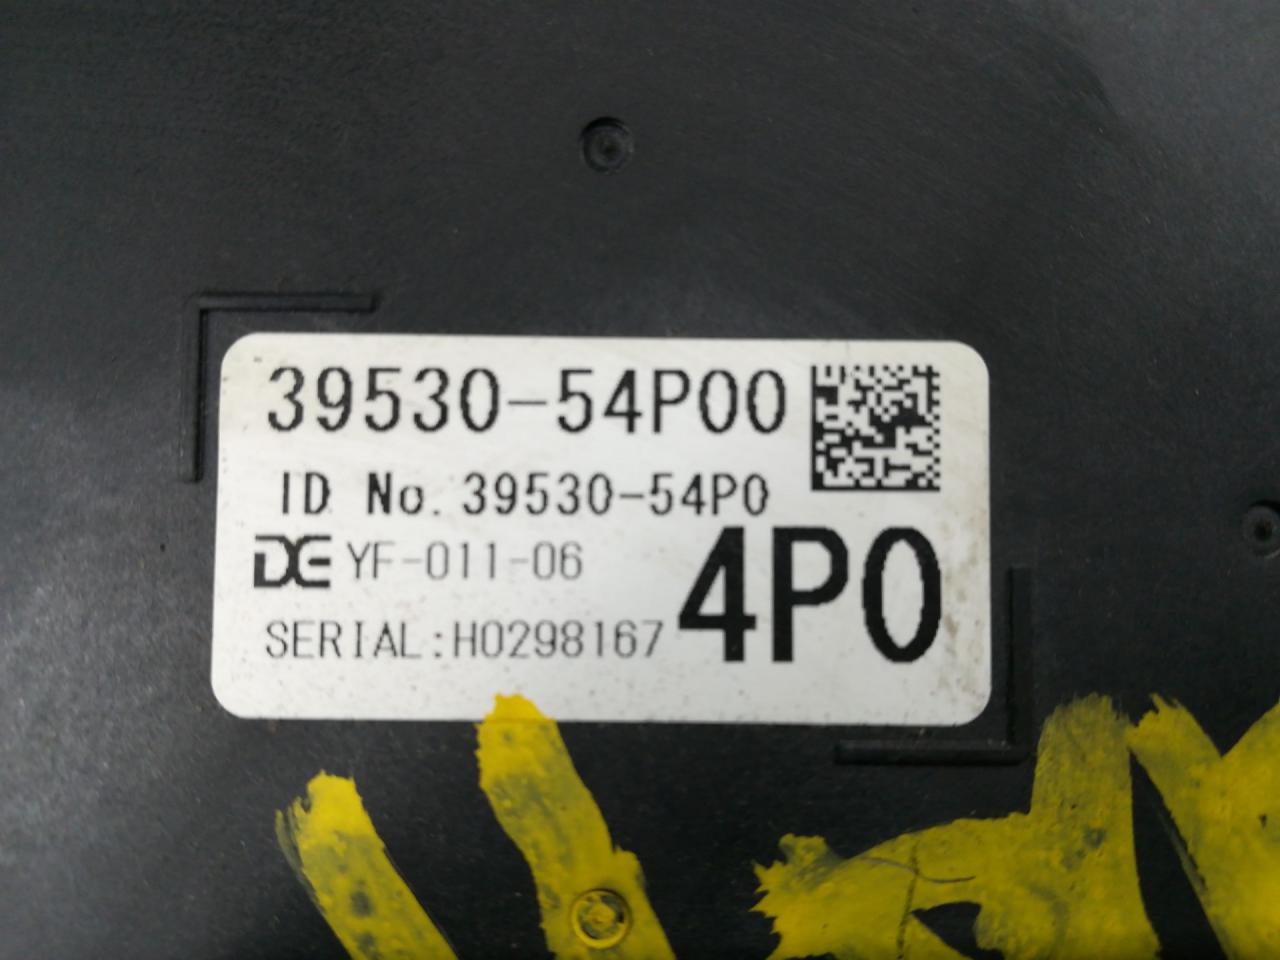 39530-54P00
ID No. 39530-54P0
DE YF-011-06
4P0
SERIAL:H0298167